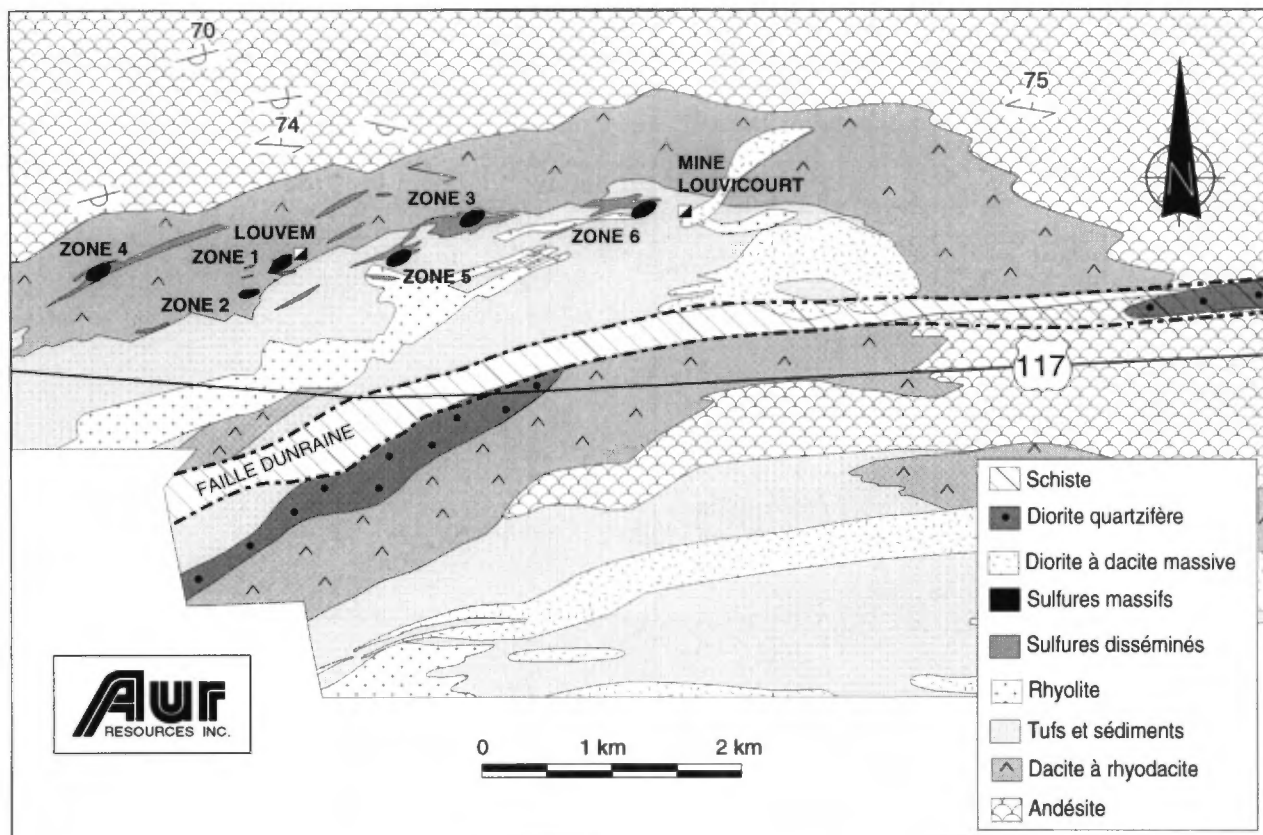 70
75
74
MINE
LOUVICOURT
ZONE 3
LOUVEM
ZONE 4
ZONE 1
ZONE 6
ZONE 5
ZONE 2
N
117
FAILLE DUNRAINE
Schiste
Diorite quartzifère
Diorite à dacite massive
Sulfures massifs
Sulfures disséminés
Rhyolite
Tufs et sédiments
Dacite à rhyodacite
Andésite
Aur
RESOURCES INC.
0 1 km 2 km